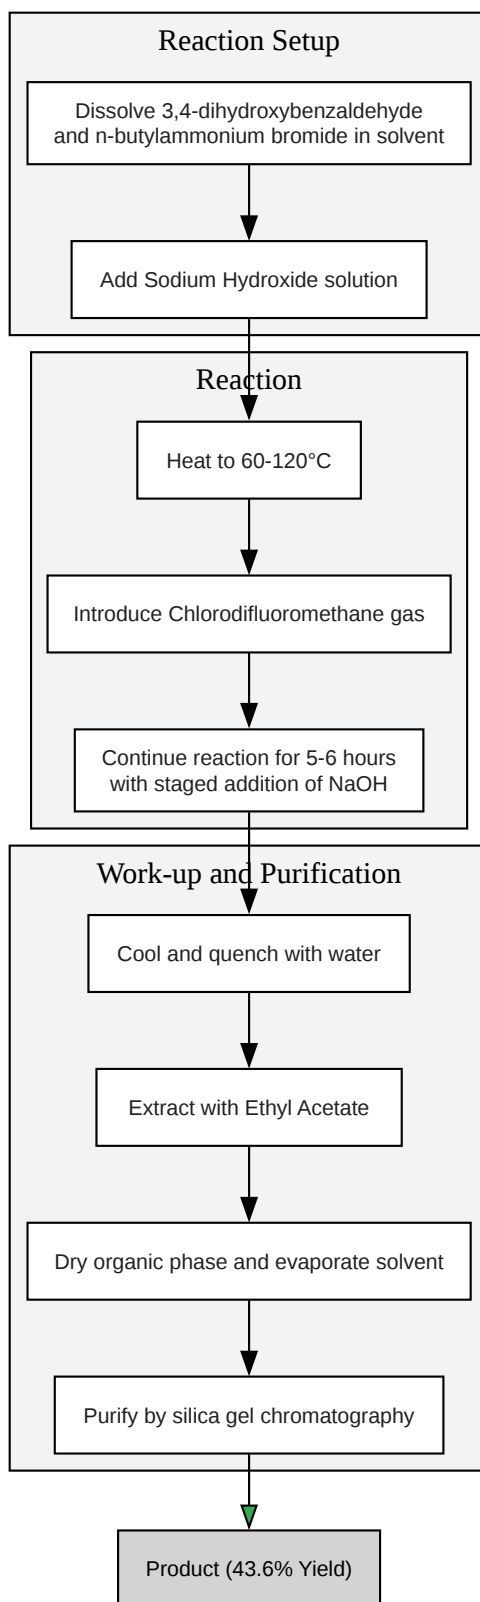 Reaction Setup
Dissolve 3,4-dihydroxybenzaldehyde
and n-butylammonium bromide in solvent
Add Sodium Hydroxide solution
Reaction
Heat to 60-120°C
Introduce Chlorodifluoromethane gas
Continue reaction for 5-6 hours
with staged addition of NaOH
Work-up and Purification
Cool and quench with water
Extract with Ethyl Acetate
Dry organic phase and evaporate solvent
Purify by silica gel chromatography
Product (43.6% Yield)